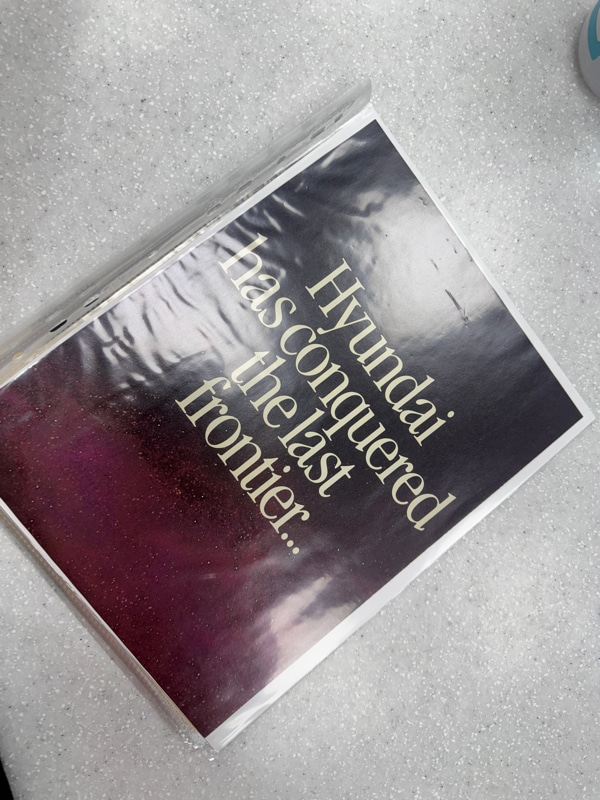 Hyundai
has conquered
the last
frontier...